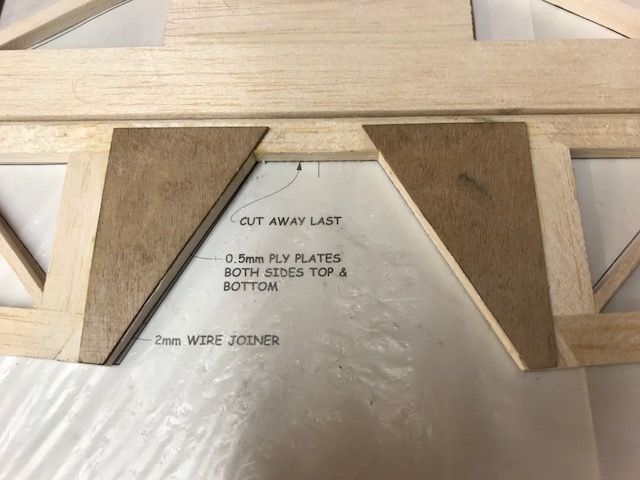 CUT AWAY LAST
0.5mm PLY PLATES
BOTH SIDES TOP &
BOTTOM
2mm WIRE JOINER